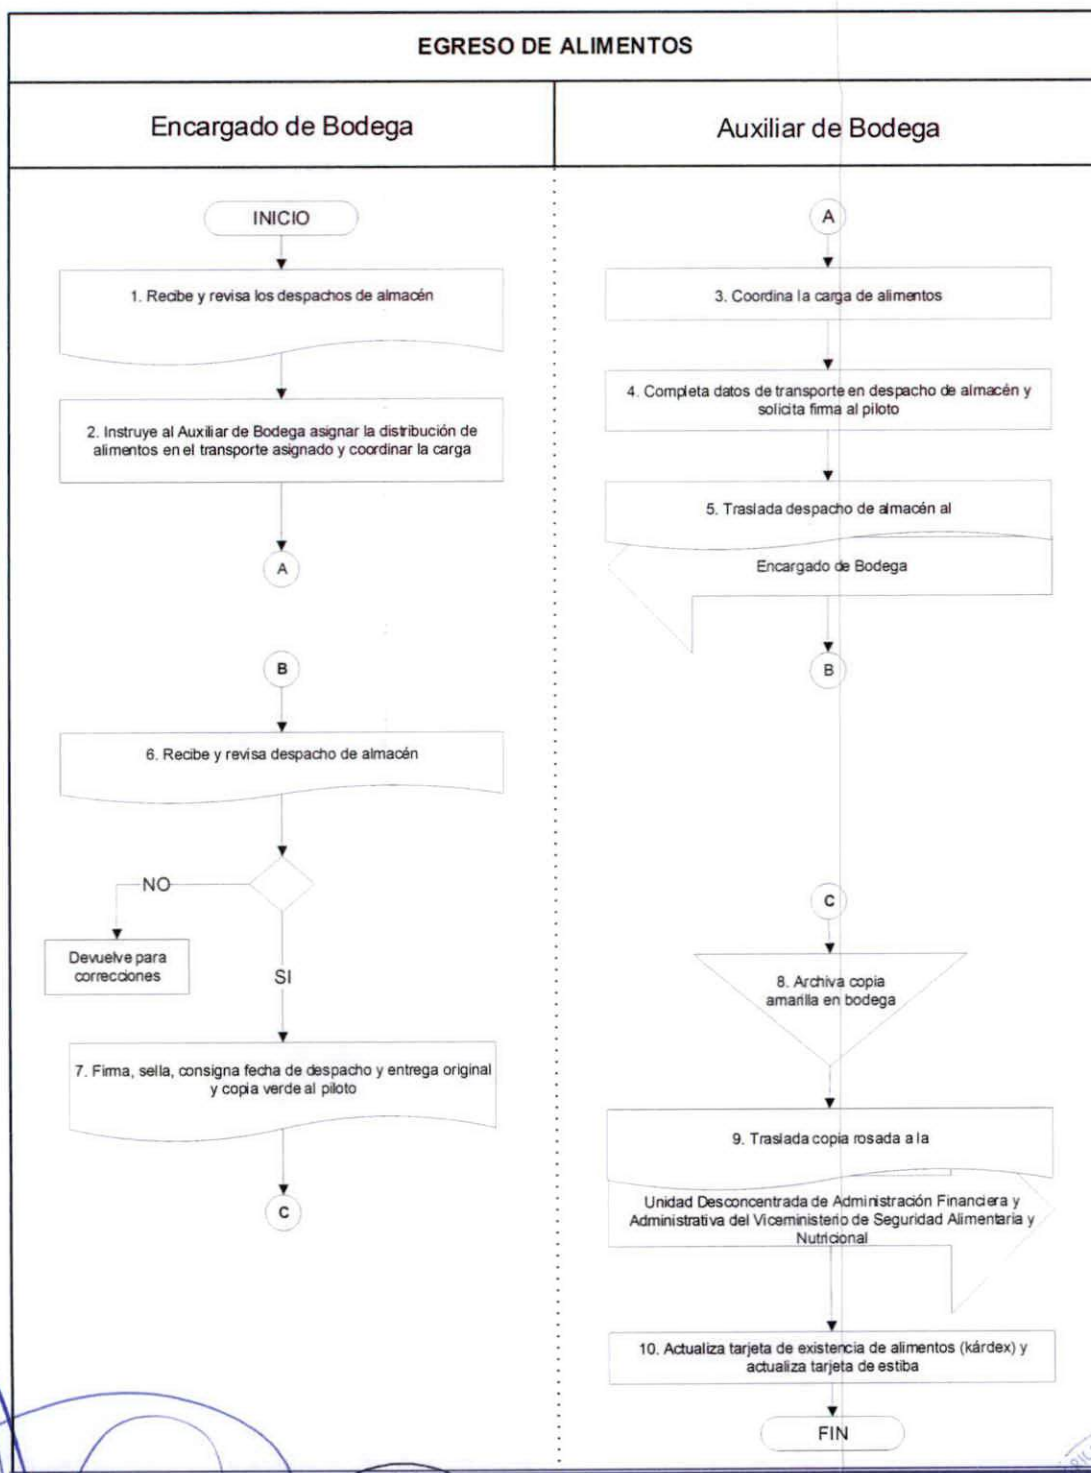 EGRESO DE ALIMENTOS
Encargado de Bodega
Auxiliar de Bodega
INICIO
1. Recibe y revisa los despachos de almacén
2. Instruye al Auxiliar de Bodega asignar la distribución de
alimentos en el transporte asignado y coordinar la carga
A
B
6. Recibe y revisa despacho de almacén
NO
Devuelve para
correcciones
SI
7. Firma, sella, consigna fecha de despacho y entrega original
y copia verde al piloto
C
A
3. Coordina la carga de alimentos
4. Completa datos de transporte en despacho de almacén y
solicita firma al piloto
5. Traslada despacho de almacén al
Encargado de Bodega
B
C
8. Archiva copia
amarilla en bodega
9. Traslada copia rosada a la
Unidad Desconcentrada de Administración Financiera y
Administrativa del Viceministerio de Seguridad Alimentaria y
Nutricional
10. Actualiza tarjeta de existencia de alimentos (kárdex) y
actualiza tarjeta de estiba
FIN